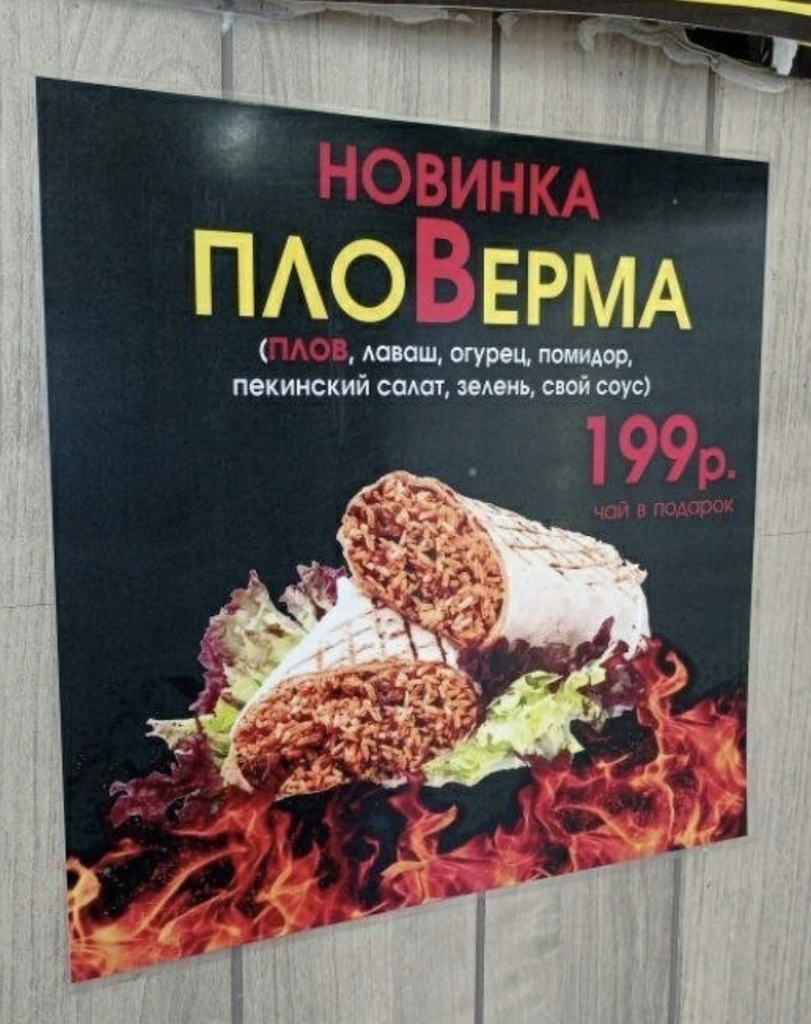 НОВИНКА
ПЛОВЕРМА
(ПЛОВ, лаваш, огурец, помидор,
пекинский салат, зелень, свой соус)
199р.
чай в подарок